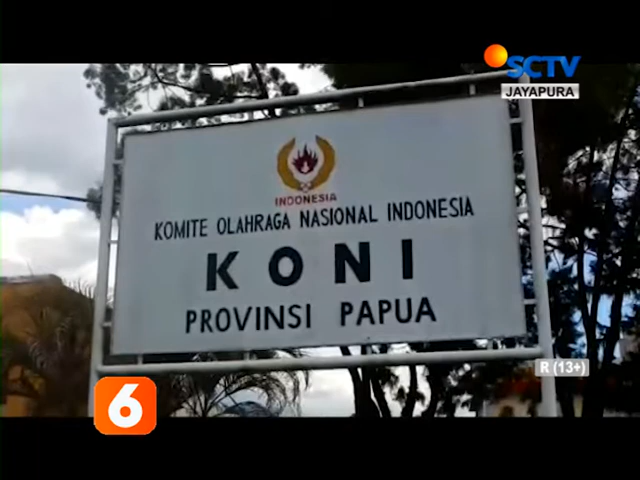 SCTV
JAYAPURA
INDONESIA
KOMITE OLAHRAGA NASIONAL INDONESIA
KONI
PROVINSI PAPUA
R (13+)
6